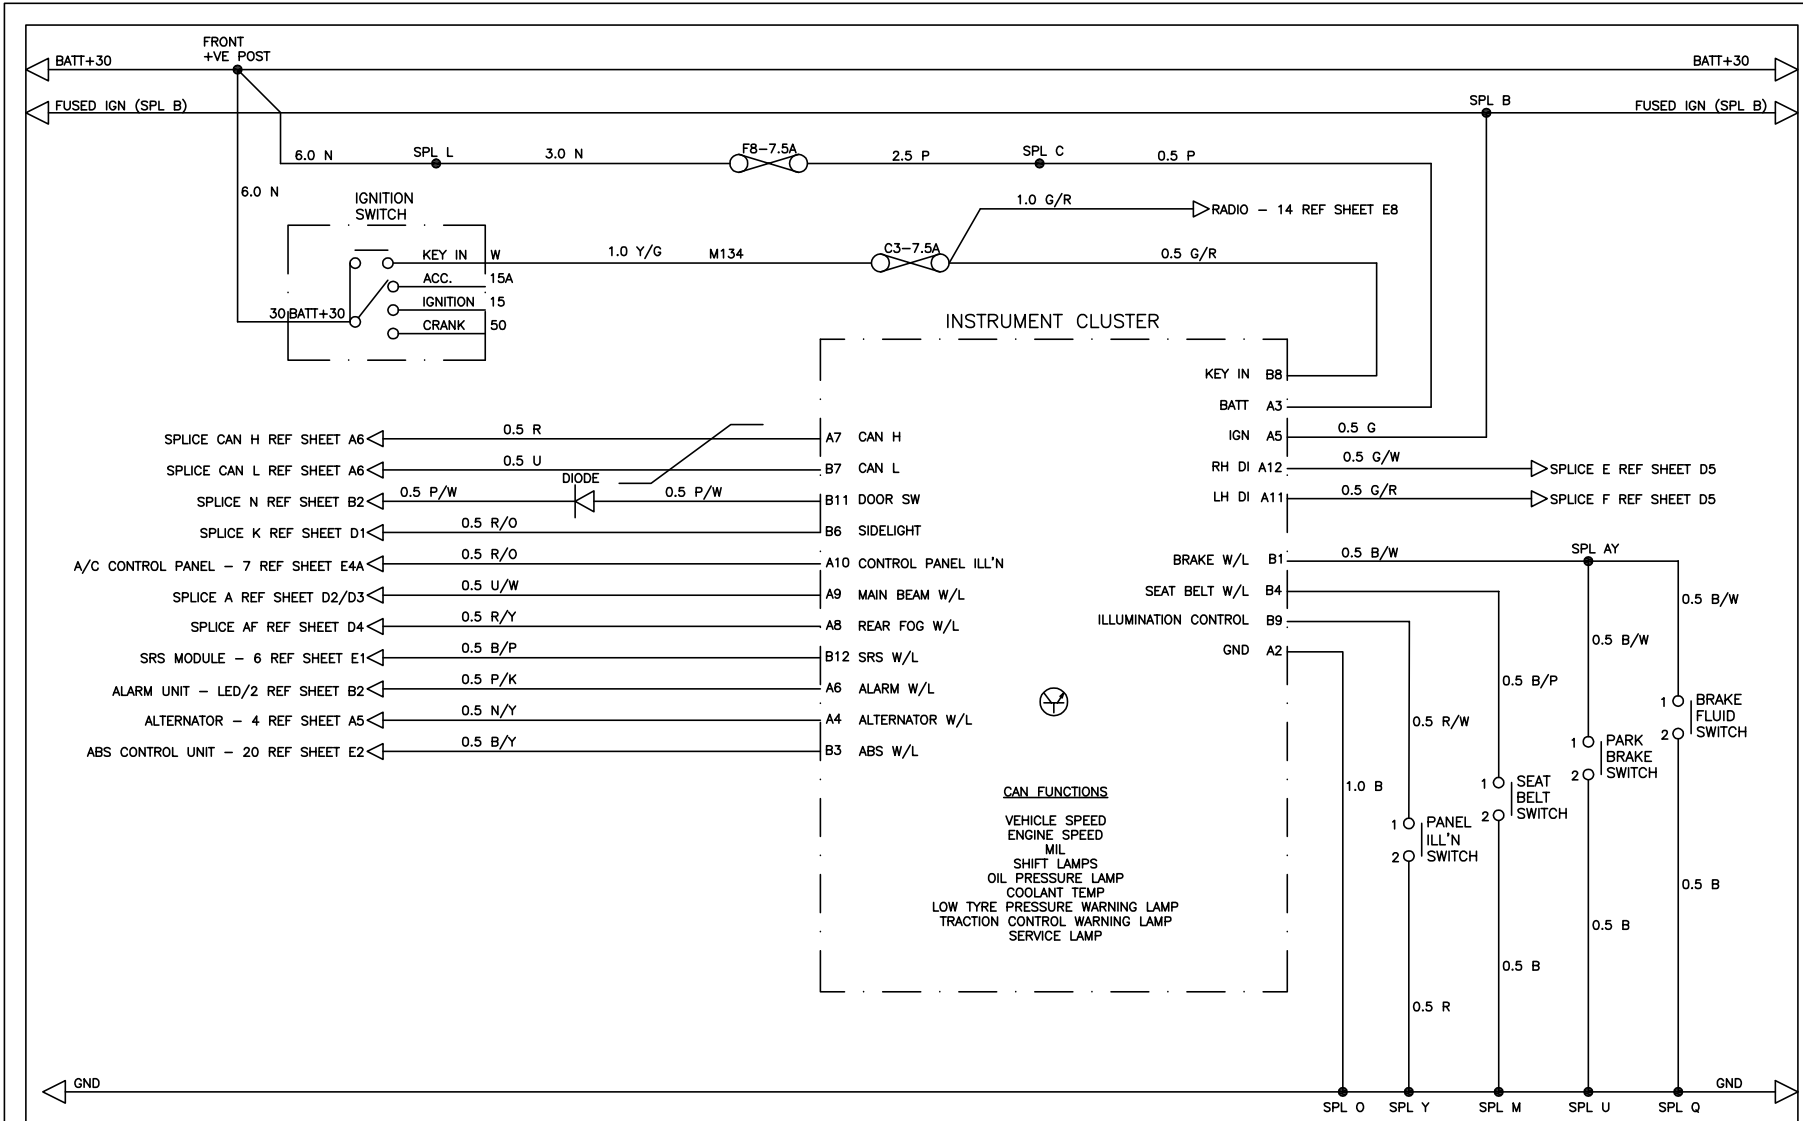 FRONT
+VE POST
BATT+30
BATT+30
FUSED IGN (SPL B)
SPL B
FUSED IGN (SPL B)
6.0 N
SPL L
3.0 N
F8-7.5A
2.5 P
SPL C
0.5 P
6.0 N
IGNITION
SWITCH
1.0 G/R
RADIO - 14 REF SHEET E8
KEY IN
W
1.0 Y/G
M134
C3-7.5A
0.5 G/R
ACC.
15A
IGNITION
15
30
BATT+30
CRANK
50
INSTRUMENT CLUSTER
KEY IN B8
BATT A3
IGN A5
0.5 G
RH DI A12
0.5 G/W
SPLICE E REF SHEET D5
LH DI A11
0.5 G/R
SPLICE F REF SHEET D5
SPLICE CAN H REF SHEET A6
0.5 R
A7 CAN H
SPLICE CAN L REF SHEET A6
0.5 U
B7 CAN L
DIODE
SPLICE N REF SHEET B2
0.5 P/W
0.5 P/W
B11 DOOR SW
SPLICE K REF SHEET D1
0.5 R/O
B6 SIDELIGHT
A/C CONTROL PANEL - 7 REF SHEET E4A
0.5 R/O
A10 CONTROL PANEL ILL'N
SPLICE A REF SHEET D2/D3
0.5 U/W
A9 MAIN BEAM W/L
SPLICE AF REF SHEET D4
0.5 R/Y
A8 REAR FOG W/L
SRS MODULE - 6 REF SHEET E1
0.5 B/P
B12 SRS W/L
ALARM UNIT - LED/2 REF SHEET B2
0.5 P/K
A6 ALARM W/L
ALTERNATOR - 4 REF SHEET A5
0.5 N/Y
A4 ALTERNATOR W/L
ABS CONTROL UNIT - 20 REF SHEET E2
0.5 B/Y
B3 ABS W/L
BRAKE W/L B1
0.5 B/W
SPL AY
SEAT BELT W/L B4
ILLUMINATION CONTROL B9
GND A2
0.5 B/W
0.5 B/W
0.5 B/P
0.5 R/W
1
2
BRAKE
FLUID
SWITCH
1
2
PARK
BRAKE
SWITCH
1
2
SEAT
BELT
SWITCH
1
2
PANEL
ILL'N
SWITCH
1.0 B
0.5 B
0.5 B
0.5 B
0.5 R
CAN FUNCTIONS
VEHICLE SPEED
ENGINE SPEED
MIL
SHIFT LAMPS
OIL PRESSURE LAMP
COOLANT TEMP
LOW TYRE PRESSURE WARNING LAMP
TRACTION CONTROL WARNING LAMP
SERVICE LAMP
GND
GND
SPL O
SPL Y
SPL M
SPL U
SPL Q